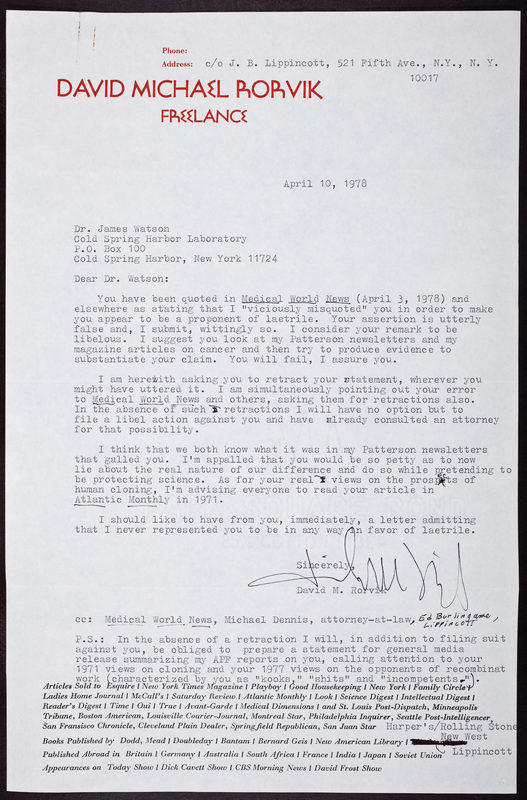 Phone:
Address: c/o J. B. Lippincott, 521 Fifth Ave., N.Y., N. Y.
10017
DAVID MICHAEL RORVIK
FREELANCE
April 10, 1978
Dr. James Watson
Cold Spring Harbor Laboratory
P.O. Box 100
Cold Spring Harbor, New York 11724
Dear Dr. Watson:
You have been quoted in Medical World News (April 3, 1978) and
elsewhere as stating that I "viciously misquoted" you in order to make
you appear to be a proponent of laetrile. Your assertion is utterly
false and, I submit, wittingly so. I consider your remark to be
libelous. I suggest you look at my Patterson newsletters and my
magazine articles on cancer and then try to produce evidence to
substantiate your claim. You will fail, I assure you.
I am herewith asking you to retract your statement, wherever you
might have uttered it. I am simultaneously pointing out your error
to Medical World News and others, asking them for retractions also.
In the absence of such retractions I will have no option but to
file a libel action against you and have already consulted an attorney
for that possibility.
I think that we both know what it was in my Patterson newsletters
that galled you. I'm appalled that you would be so petty as to now
lie about the real nature of our difference and do so while pretending to
be protecting science. As for your real views on the prospects of
human cloning, I'm advising everyone to read your article in
Atlantic Monthly in 1971.
I should like to have from you, immediately, a letter admitting
that I never represented you to be in any way in favor of laetrile.
Sincerely,
David M. Rorvik
cc: Medical World News, Michael Dennis, attorney-at-law, Ed Burlingame,
Lippincott
P.S.: In the absence of a retraction I will, in addition to filing suit
against you, be obliged to prepare a statement for general media
release summarizing my APF reports on you, calling attention to your
1971 views on cloning and your 1977 views on the opponents of recombinat
work (characterized by you as "kooks," "shits" and "incompetents").
Articles Sold to Esquire | New York Times Magazine | Playboy | Good Housekeeping | New York | Family Circle |
Ladies Home Journal | McCall's | Saturday Review | Atlantic Monthly | Look | Science Digest | Intellectual Digest |
Reader's Digest | Time | Oui | True | Avant-Garde | Medical Dimensions | and St. Louis Post-Dispatch, Minneapolis
Tribune, Boston American, Louisville Courier-Journal, Montreal Star, Philadelphia Inquirer, Seattle Post-Intelligencer,
San Fransisco Chronicle, Cleveland Plain Dealer, Springfield Republican, San Juan Star Harper's/Rolling Stone
New West
Books Published by Dodd, Mead | Doubleday | Bantam | Bernard Geis | New American Library |
Lippincott
Published Abroad in Britain | Germany | Australia | South Africa | France | India | Japan | Soviet Union
Appearances on Today Show | Dick Cavett Show | CBS Morning News | David Frost Show